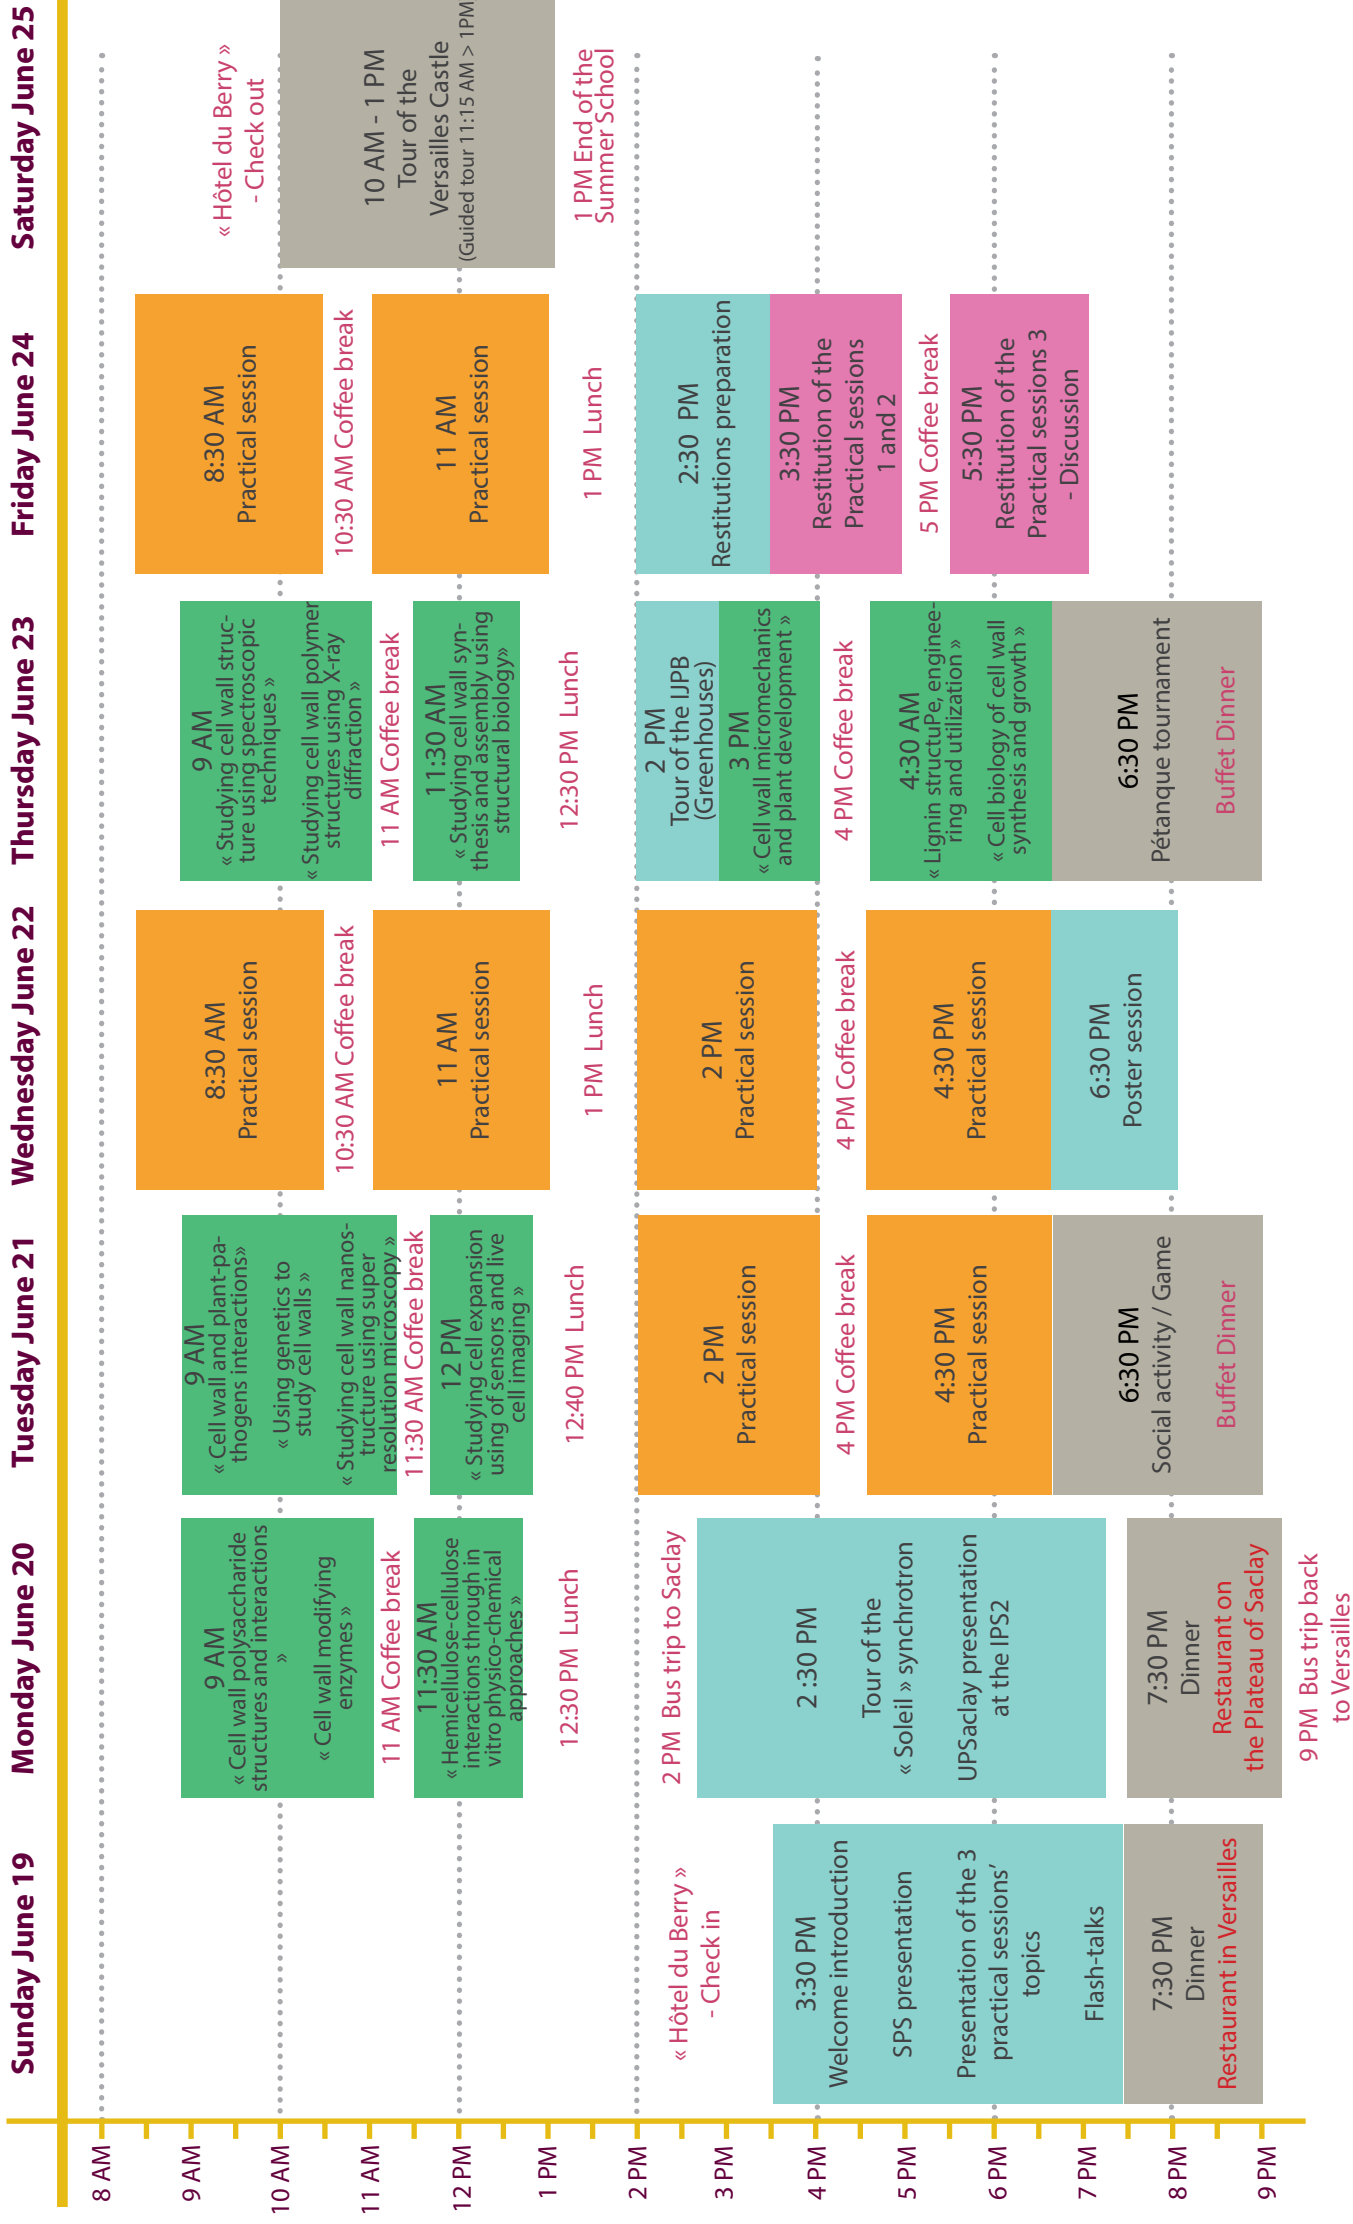 Sunday June 19
Monday June 20
Tuesday June 21
Wednesday June 22
Thursday June 23
Friday June 24
Saturday June 25
8 AM
9 AM
10 AM
11 AM
12 PM
1 PM
2 PM
3 PM
4 PM
5 PM
6 PM
7 PM
8 PM
9 PM
« Hôtel du Berry »
- Check in
3:30 PM
Welcome introduction
SPS presentation
Presentation of the 3
practical sessions’
topics
Flash-talks
7:30 PM
Dinner
Restaurant in Versailles
9 AM
« Cell wall polysaccharide
structures and interactions
»
« Cell wall modifying
enzymes »
11 AM Coffee break
11:30 AM
« Hemicellulose-cellulose
interactions through in
vitro physico-chemical
approaches »
12:30 PM Lunch
2 PM Bus trip to Saclay
2 :30 PM
Tour of the
« Soleil » synchrotron
UPSaclay presentation
at the IPS2
7:30 PM
Dinner
Restaurant on
the Plateau of Saclay
9 PM Bus trip back
to Versailles
9 AM
« Cell wall and plant-pa-
thogens interactions»
« Using genetics to
study cell walls »
« Studying cell wall nanos-
tructure using super
resolution microscopy »
11:30 AM Coffee break
12 PM
« Studying cell expansion
using of sensors and live
cell imaging »
12:40 PM Lunch
2 PM
Practical session
4 PM Coffee break
4:30 PM
Practical session
6:30 PM
Social activity / Game
Buffet Dinner
8:30 AM
Practical session
10:30 AM Coffee break
11 AM
Practical session
1 PM Lunch
2 PM
Practical session
4 PM Coffee break
4:30 PM
Practical session
6:30 PM
Poster session
9 AM
« Studying cell wall struc-
ture using spectroscopic
techniques »
« Studying cell wall polymer
structures using X-ray
diffraction »
11 AM Coffee break
11:30 AM
« Studying cell wall syn-
thesis and assembly using
structural biology»
12:30 PM Lunch
2 PM
Tour of the IJPB
(Greenhouses)
3 PM
« Cell wall micromechanics
and plant development »
4 PM Coffee break
4:30 AM
« Lignin structuPe, enginee-
ring and utilization »
« Cell biology of cell wall
synthesis and growth »
6:30 PM
Pétanque tournament
Buffet Dinner
8:30 AM
Practical session
10:30 AM Coffee break
11 AM
Practical session
1 PM Lunch
2:30 PM
Restitutions preparation
3:30 PM
Restitution of the
Practical sessions
1 and 2
5 PM Coffee break
5:30 PM
Restitution of the
Practical sessions 3
- Discussion
« Hôtel du Berry »
- Check out
10 AM - 1 PM
Tour of the
Versailles Castle
(Guided tour 11:15 AM > 1PM
1 PM End of the
Summer School